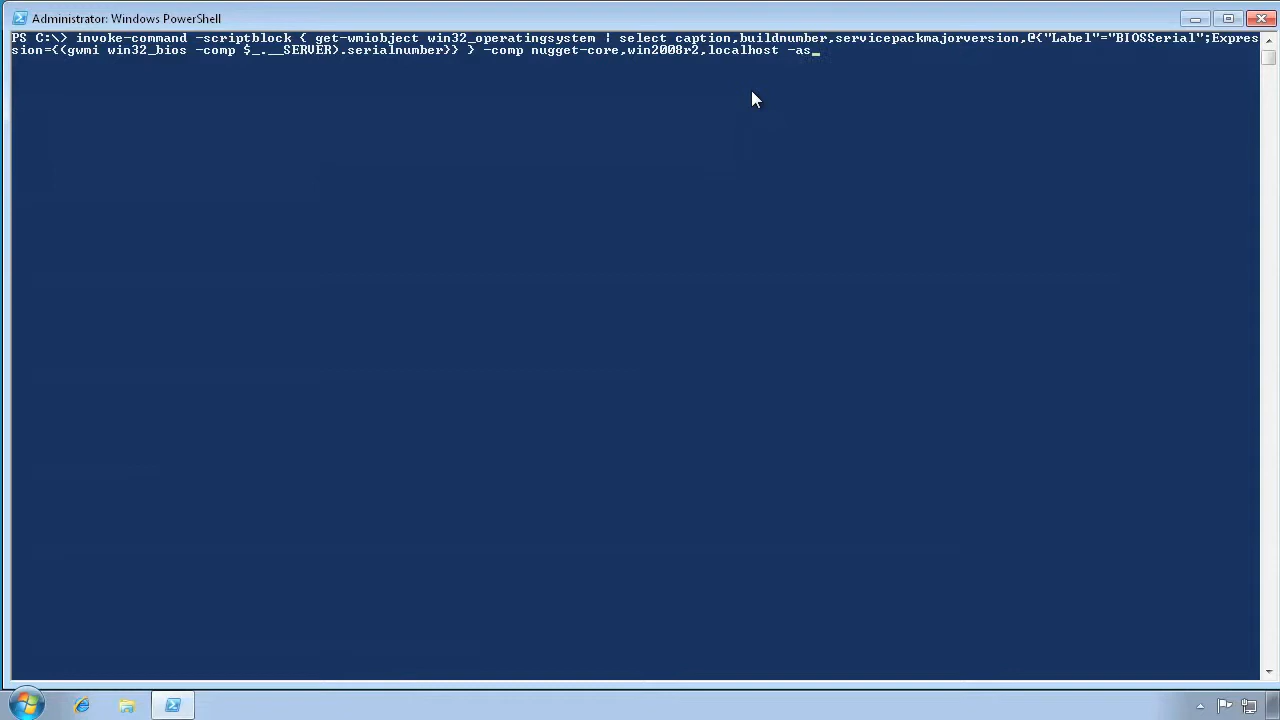 Administrator: Windows PowerShell
PS C:\> invoke-command -scriptblock { get-wmiobject win32_operatingsystem | select caption,buildnumber,servicepackmajorversion,@{"Label"="BIOSSerial";Expres
sion={(gwmi win32_bios -comp $_.__SERVER).serialnumber}} } -comp nugget-core,win2008r2,localhost -as_